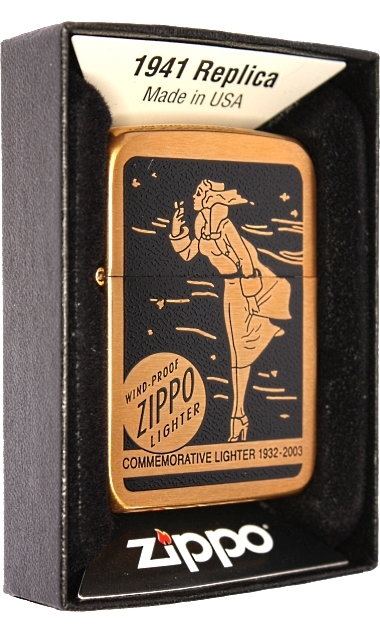 1941 Replica
Made in USA
WIND-PROOF
ZIPPO
LIGHTER
COMMEMORATIVE LIGHTER 1932-2003
zippo